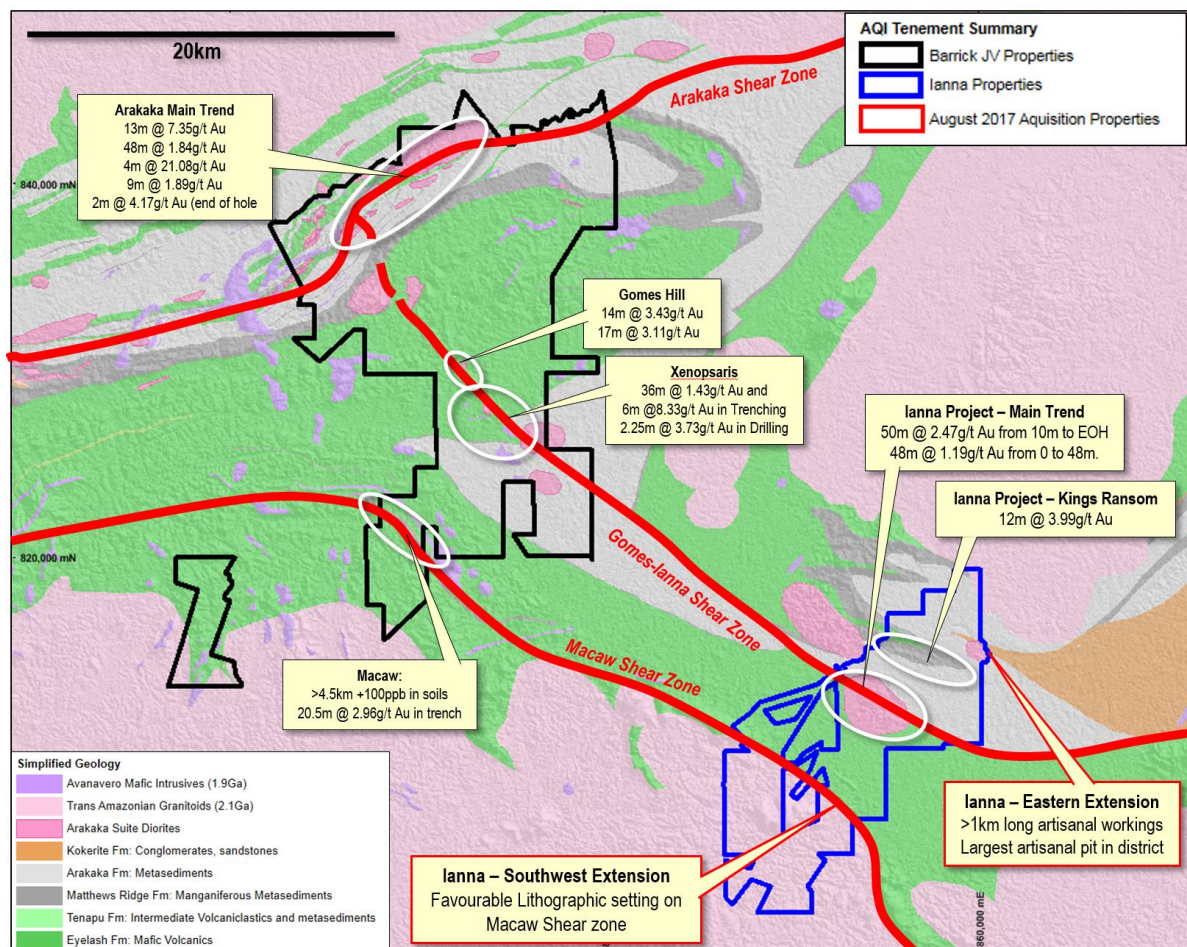 20km
AQI Tenement Summary
Barrick JV Properties
Ianna Properties
August 2017 Aquisition Properties
Arakaka Shear Zone
Arakaka Main Trend
13m @ 7.35g/t Au
48m @ 1.84g/t Au
4m @ 21.08g/t Au
9m @ 1.89g/t Au
2m @ 4.17g/t Au (end of hole
840,000 mN
Gomes Hill
14m @ 3.43g/t Au
17m @ 3.11g/t Au
Xenopsaris
36m @ 1.43g/t Au and
6m @8.33g/t Au in Trenching
2.25m @ 3.73g/t Au in Drilling
Ianna Project – Main Trend
50m @ 2.47g/t Au from 10m to EOH
48m @ 1.19g/t Au from 0 to 48m.
Ianna Project – Kings Ransom
12m @ 3.99g/t Au
820,000 mN
Gomes-Ianna Shear Zone
Macaw Shear Zone
Macaw:
>4.5km +100ppb in soils
20.5m @ 2.96g/t Au in trench
Simplified Geology
Avanavero Mafic Intrusives (1.9Ga)
Trans Amazonian Granitoids (2.1Ga)
Arakaka Suite Diorites
Kokerite Fm: Conglomerates, sandstones
Arakaka Fm: Metasediments
Matthews Ridge Fm: Manganiferous Metasediments
Tenapu Fm: Intermediate Volcaniclastics and metasediments
Eyelash Fm: Mafic Volcanics
Ianna – Southwest Extension
Favourable Lithographic setting on
Macaw Shear zone
Ianna – Eastern Extension
>1km long artisanal workings
Largest artisanal pit in district
860,000 mE